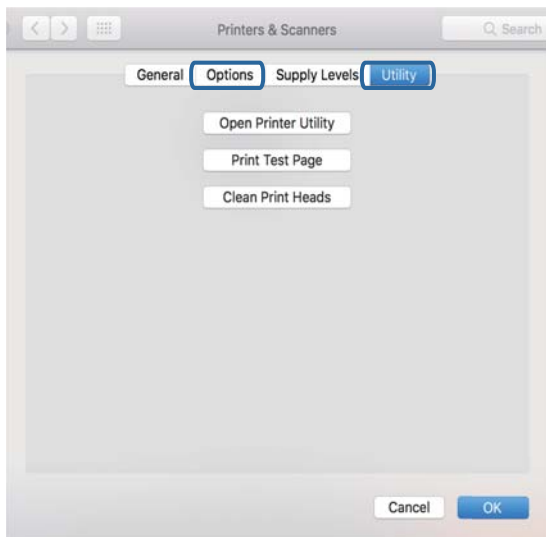 Printers & Scanners
Search
General Options Supply Levels Utility
Open Printer Utility
Print Test Page
Clean Print Heads
Cancel OK